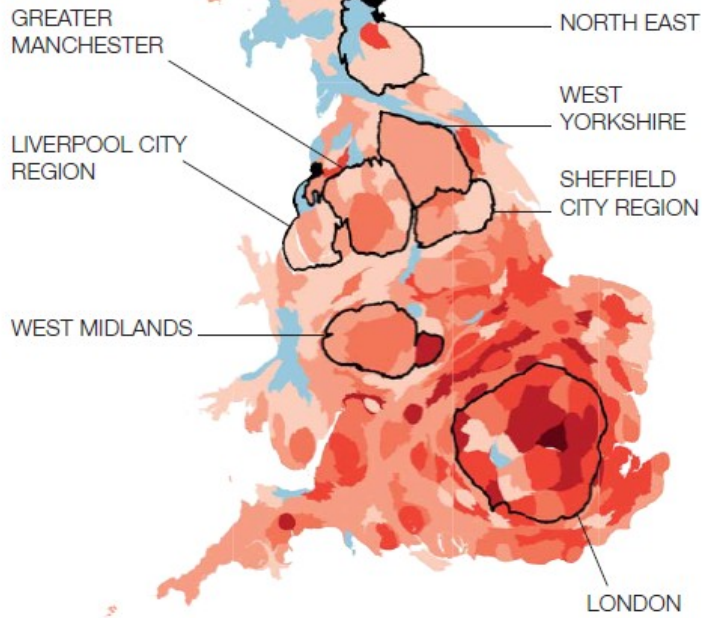 GREATER
MANCHESTER
NORTH EAST
WEST
YORKSHIRE
LIVERPOOL CITY
REGION
SHEFFIELD
CITY REGION
WEST MIDLANDS
LONDON